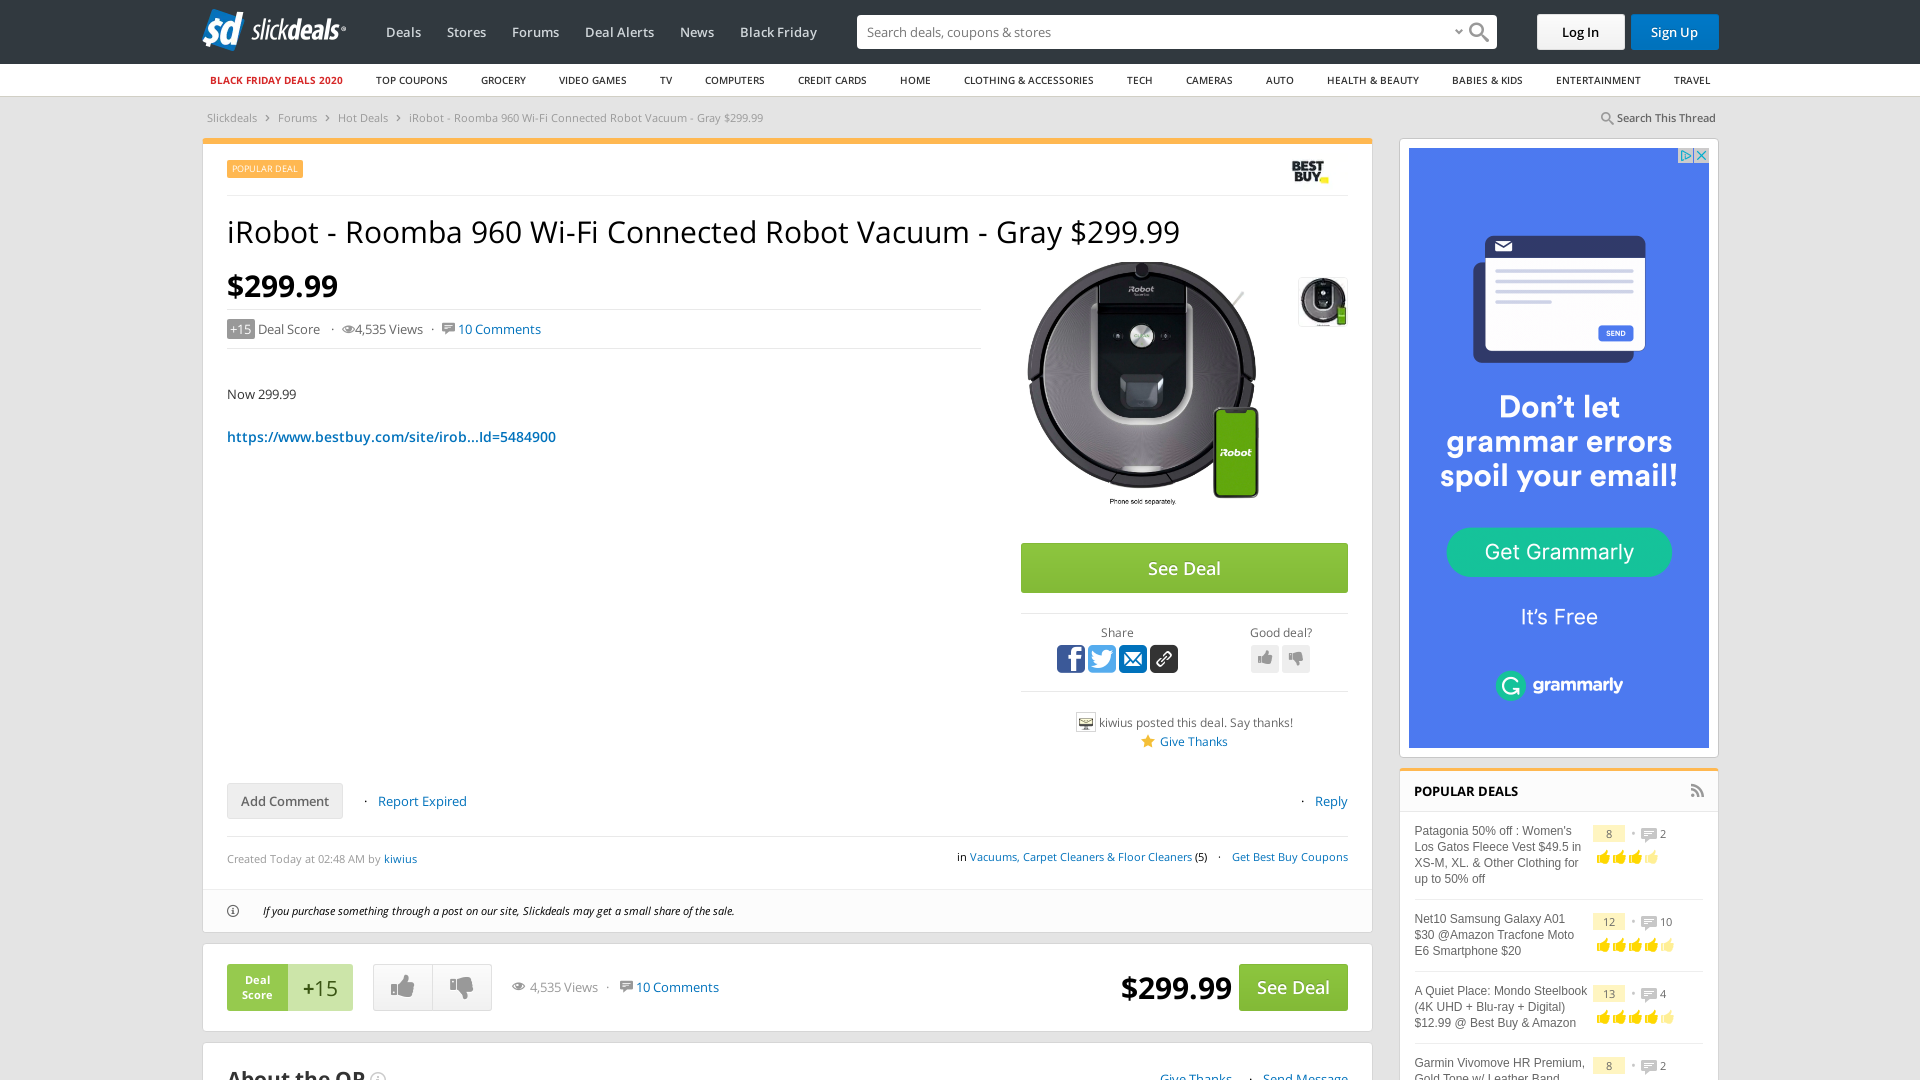 sd slickdeals
Deals Stores Forums Deal Alerts News Black Friday
Search deals, coupons & stores
Log In Sign Up
BLACK FRIDAY DEALS 2020 TOP COUPONS GROCERY VIDEO GAMES TV COMPUTERS CREDIT CARDS HOME CLOTHING & ACCESSORIES TECH CAMERAS AUTO HEALTH & BEAUTY BABIES & KIDS ENTERTAINMENT TRAVEL
Slickdeals › Forums › Hot Deals › iRobot - Roomba 960 Wi-Fi Connected Robot Vacuum - Gray $299.99
Search This Thread
POPULAR DEAL
BEST
BUY
iRobot - Roomba 960 Wi-Fi Connected Robot Vacuum - Gray $299.99
$299.99
+15 Deal Score · 4,535 Views · 10 Comments
Now 299.99
https://www.bestbuy.com/site/irob...Id=5484900
iRobot
iRobot
Phone sold separately.
See Deal
Share
Good deal?
kiwius posted this deal. Say thanks!
Give Thanks
Add Comment · Report Expired
· Reply
Created Today at 02:48 AM by kiwius
in Vacuums, Carpet Cleaners & Floor Cleaners (5) · Get Best Buy Coupons
If you purchase something through a post on our site, Slickdeals may get a small share of the sale.
Deal
Score
+15
4,535 Views · 10 Comments
$299.99
See Deal
About the OP
Give Thanks · Send Message
SEND
Don't let
grammar errors
spoil your email!
Get Grammarly
It's Free
grammarly
POPULAR DEALS
Patagonia 50% off : Women's
Los Gatos Fleece Vest $49.5 in
XS-M, XL. & Other Clothing for
up to 50% off
8 · 2
Net10 Samsung Galaxy A01
$30 @Amazon Tracfone Moto
E6 Smartphone $20
12 · 10
A Quiet Place: Mondo Steelbook
(4K UHD + Blu-ray + Digital)
$12.99 @ Best Buy & Amazon
13 · 4
Garmin Vivomove HR Premium,
Gold Tone w/ Leather Band
8 · 2